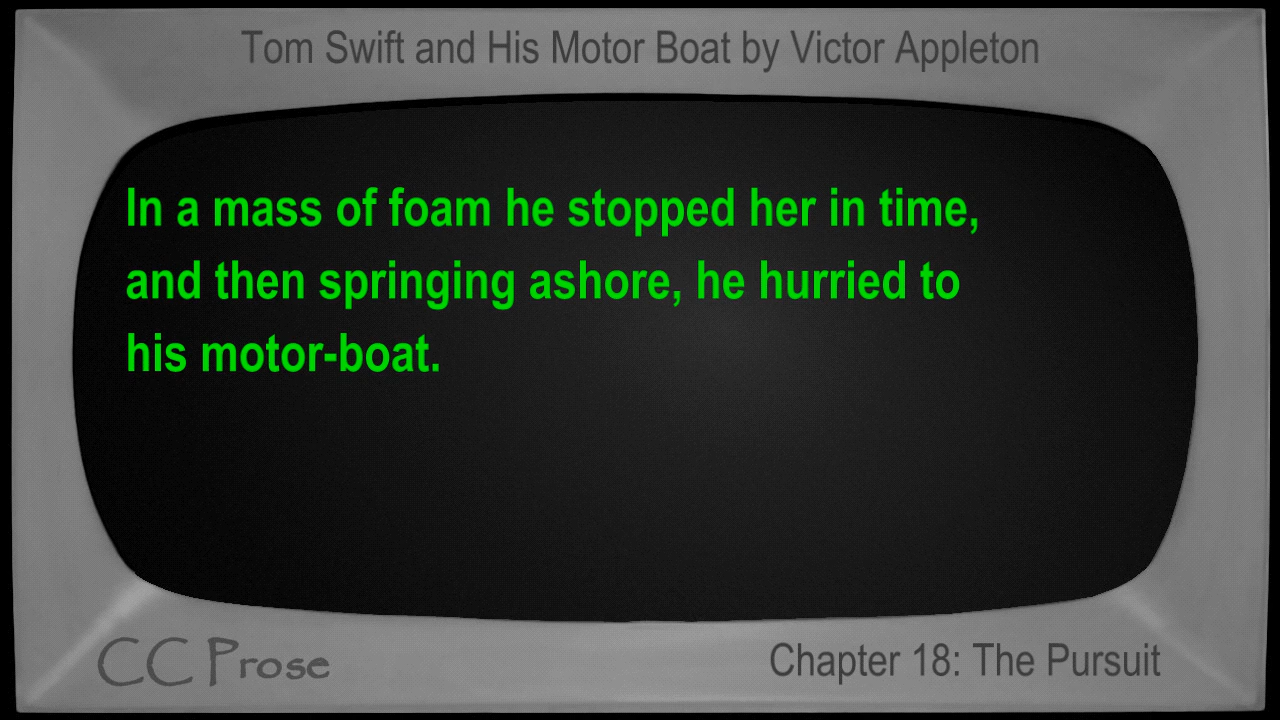 Tom Swift and His Motor Boat by Victor Appleton
In a mass of foam he stopped her in time,
and then springing ashore, he hurried to
his motor-boat.
CC Prose
Chapter 18: The Pursuit